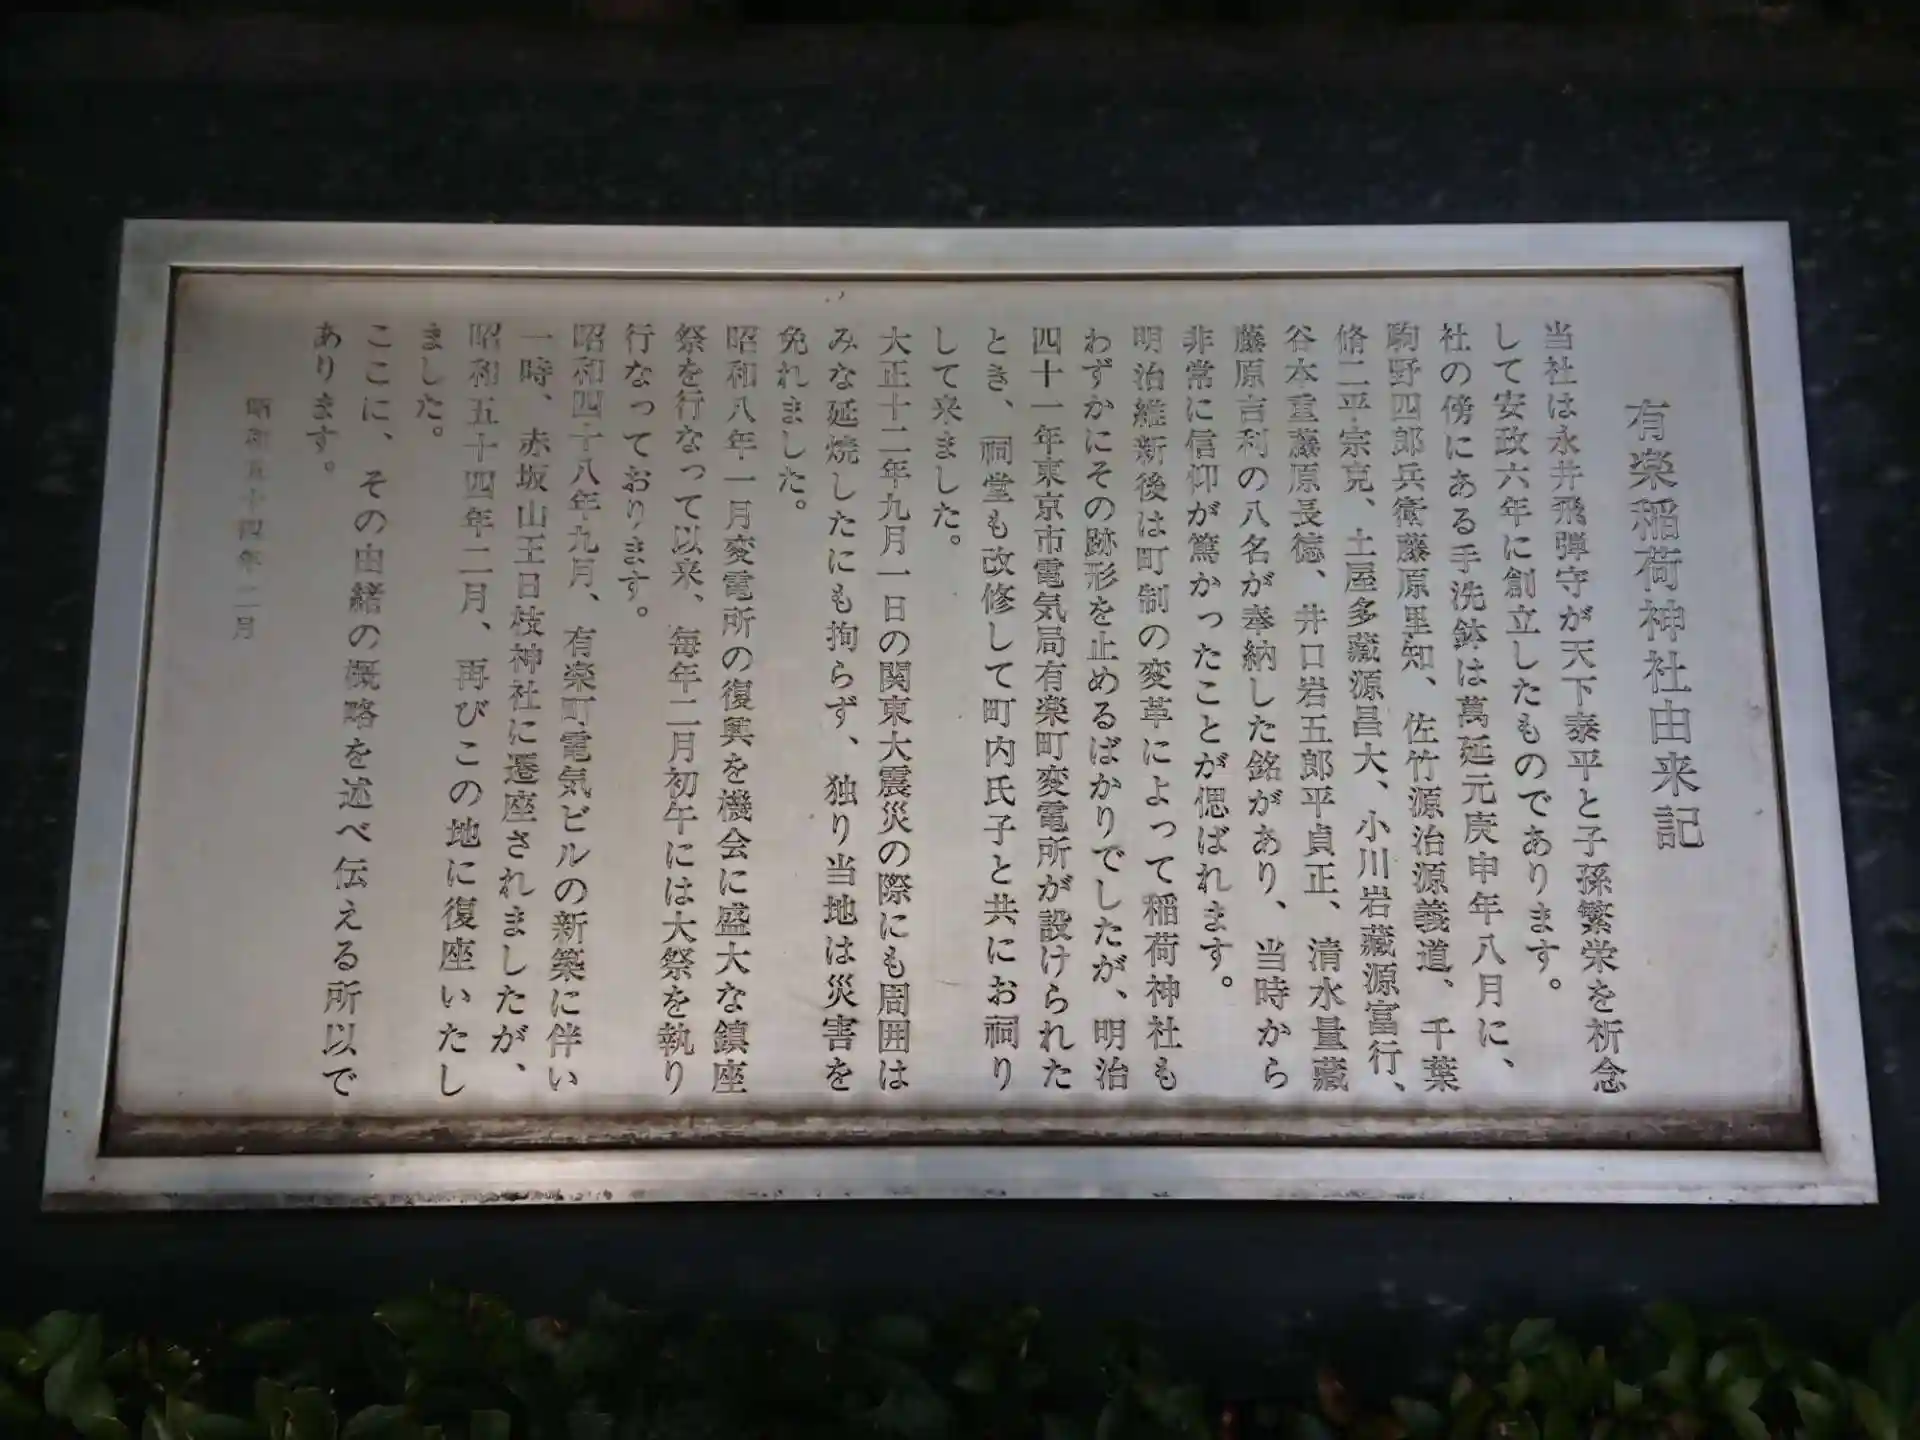 有楽稲荷神社由来記
当社は永井飛弾守が天下泰平と子孫繁栄を祈念
して安政六年に創立したものであります。
社の傍にある手洗鉢は萬延元庚申年八月に、
駒野四郎兵衛藤原里知、佐竹源治源義道、千葉
脩二平宗克、土屋多藏源昌大、小川岩藏源富行、
谷本重藤原長徳、井口岩五郎平貞正、清水量藏
藤原吉利の八名が奉納した銘があり、当時から
非常に信仰が篤かったことが偲ばれます。
明治維新後は町制の変革によって稲荷神社も
わずかにその跡形を止めるばかりでしたが、明治
四十一年東京市電気局有楽町変電所が設けられた
とき、祠堂も改修して町内氏子と共にお祠り
して来ました。
大正十二年九月一日の関東大震災の際にも周囲は
みな延焼したにも拘らず、独り当地は災害を
免れました。
昭和八年一月変電所の復興を機会に盛大な鎮座
祭を行なって以来、毎年二月初午には大祭を執り
行なっております。
昭和四十八年九月、有楽町電気ビルの新築に伴い
一時、赤坂山王日枝神社に遷座されましたが、
昭和五十四年二月、再びこの地に復座いたし
ました。
ここに、その由緒の概略を述べ伝える所以で
あります。
昭和五十四年二月